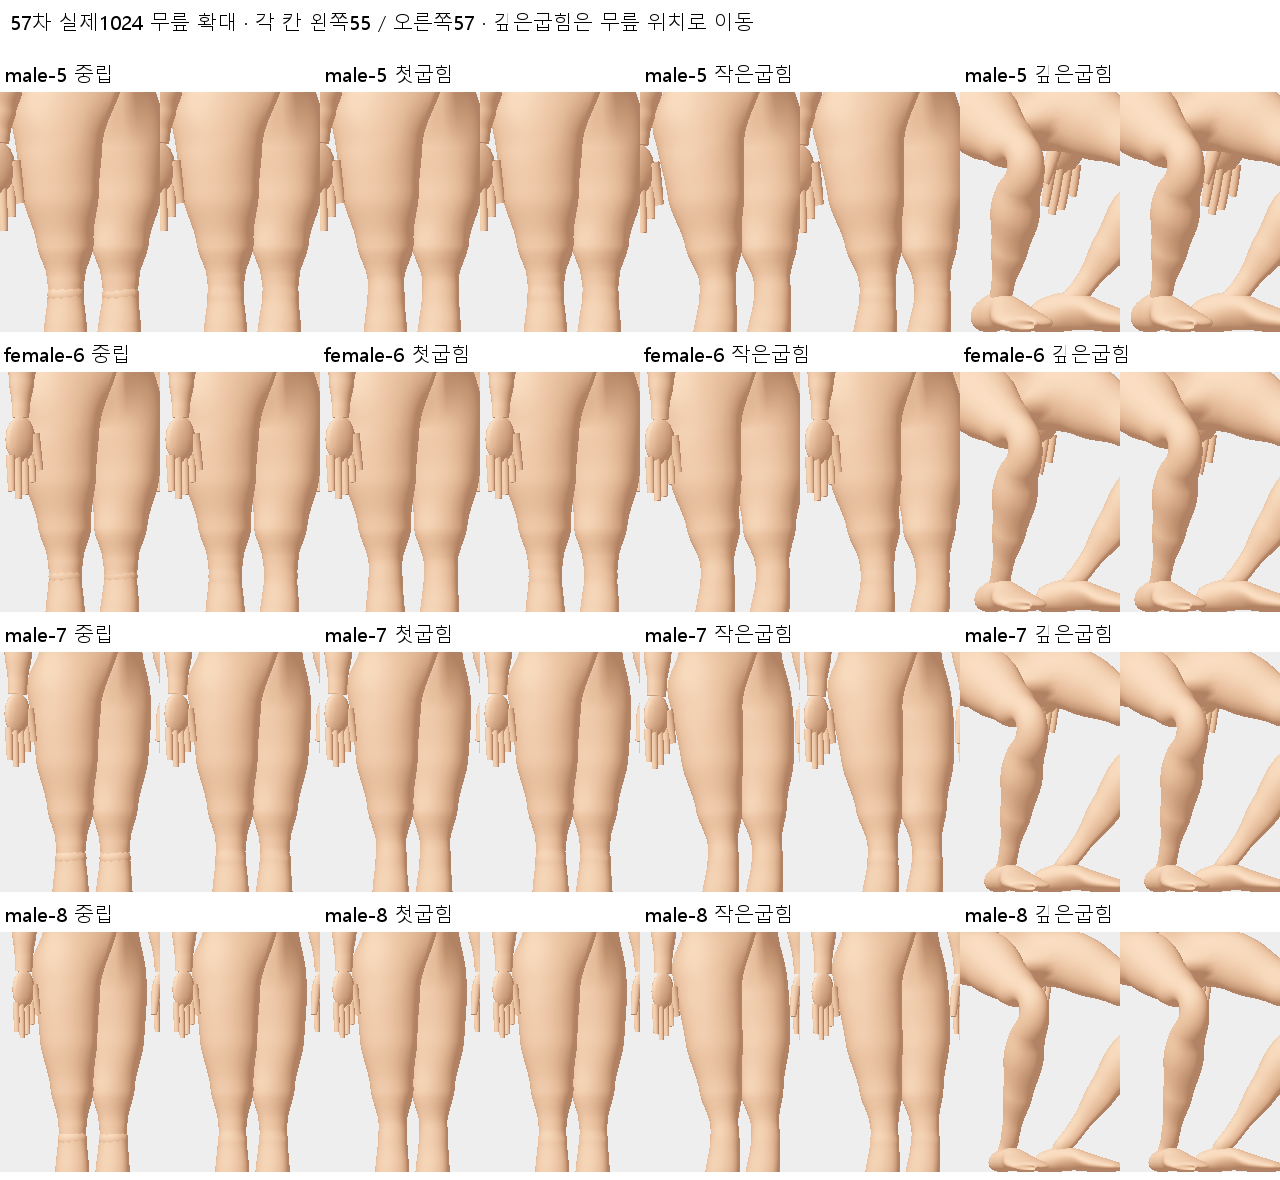 57차 실제1024 무릎 확대 · 각 칸 왼쪽55 / 오른쪽57 · 깊은굽힘은 무릎 위치로 이동
male-5 중립
male-5 첫굽힘
male-5 작은굽힘
male-5 깊은굽힘
female-6 중립
female-6 첫굽힘
female-6 작은굽힘
female-6 깊은굽힘
male-7 중립
male-7 첫굽힘
male-7 작은굽힘
male-7 깊은굽힘
male-8 중립
male-8 첫굽힘
male-8 작은굽힘
male-8 깊은굽힘